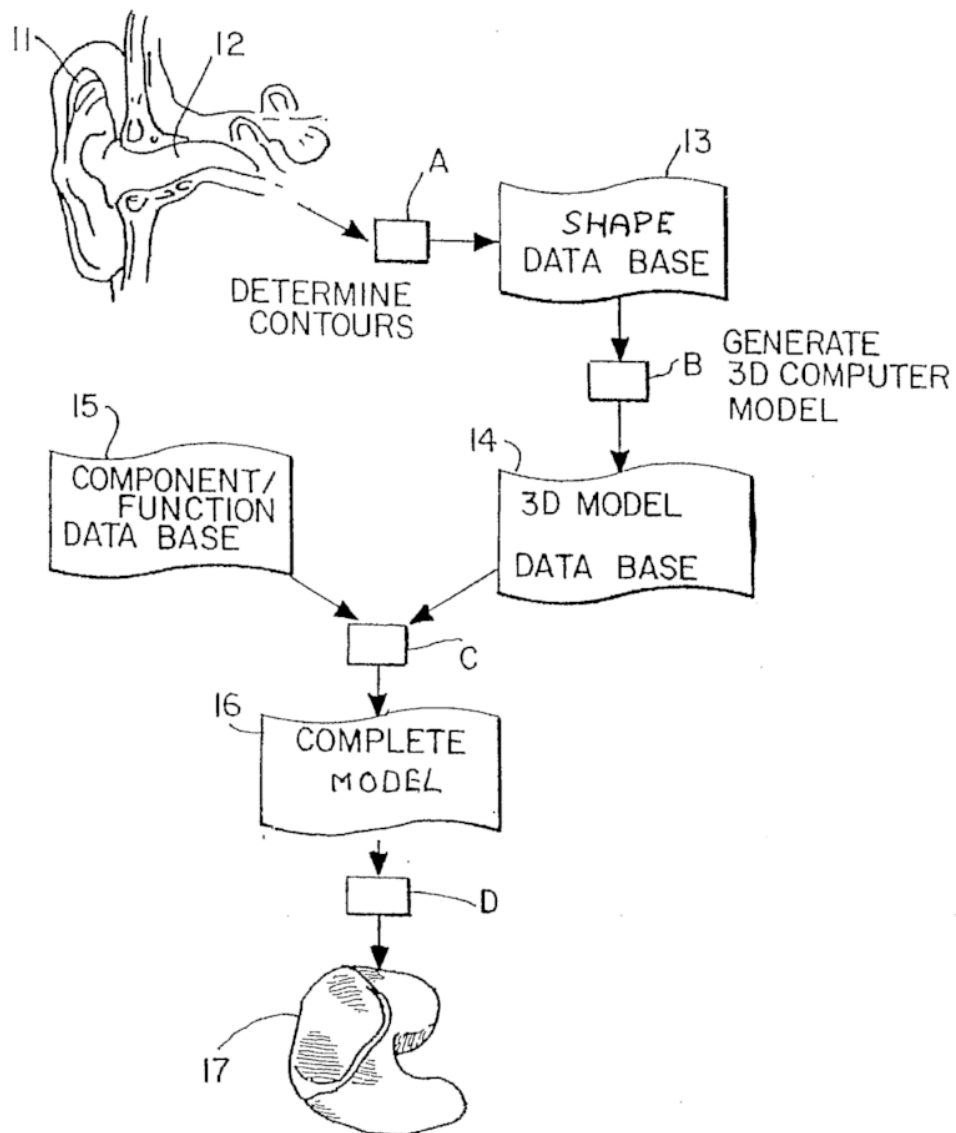 11
12
A
13
SHAPE
DATA BASE
DETERMINE
CONTOURS
B
GENERATE
3D COMPUTER
MODEL
15
COMPONENT/
FUNCTION
DATA BASE
14
3D MODEL
DATA BASE
C
16
COMPLETE
MODEL
D
17